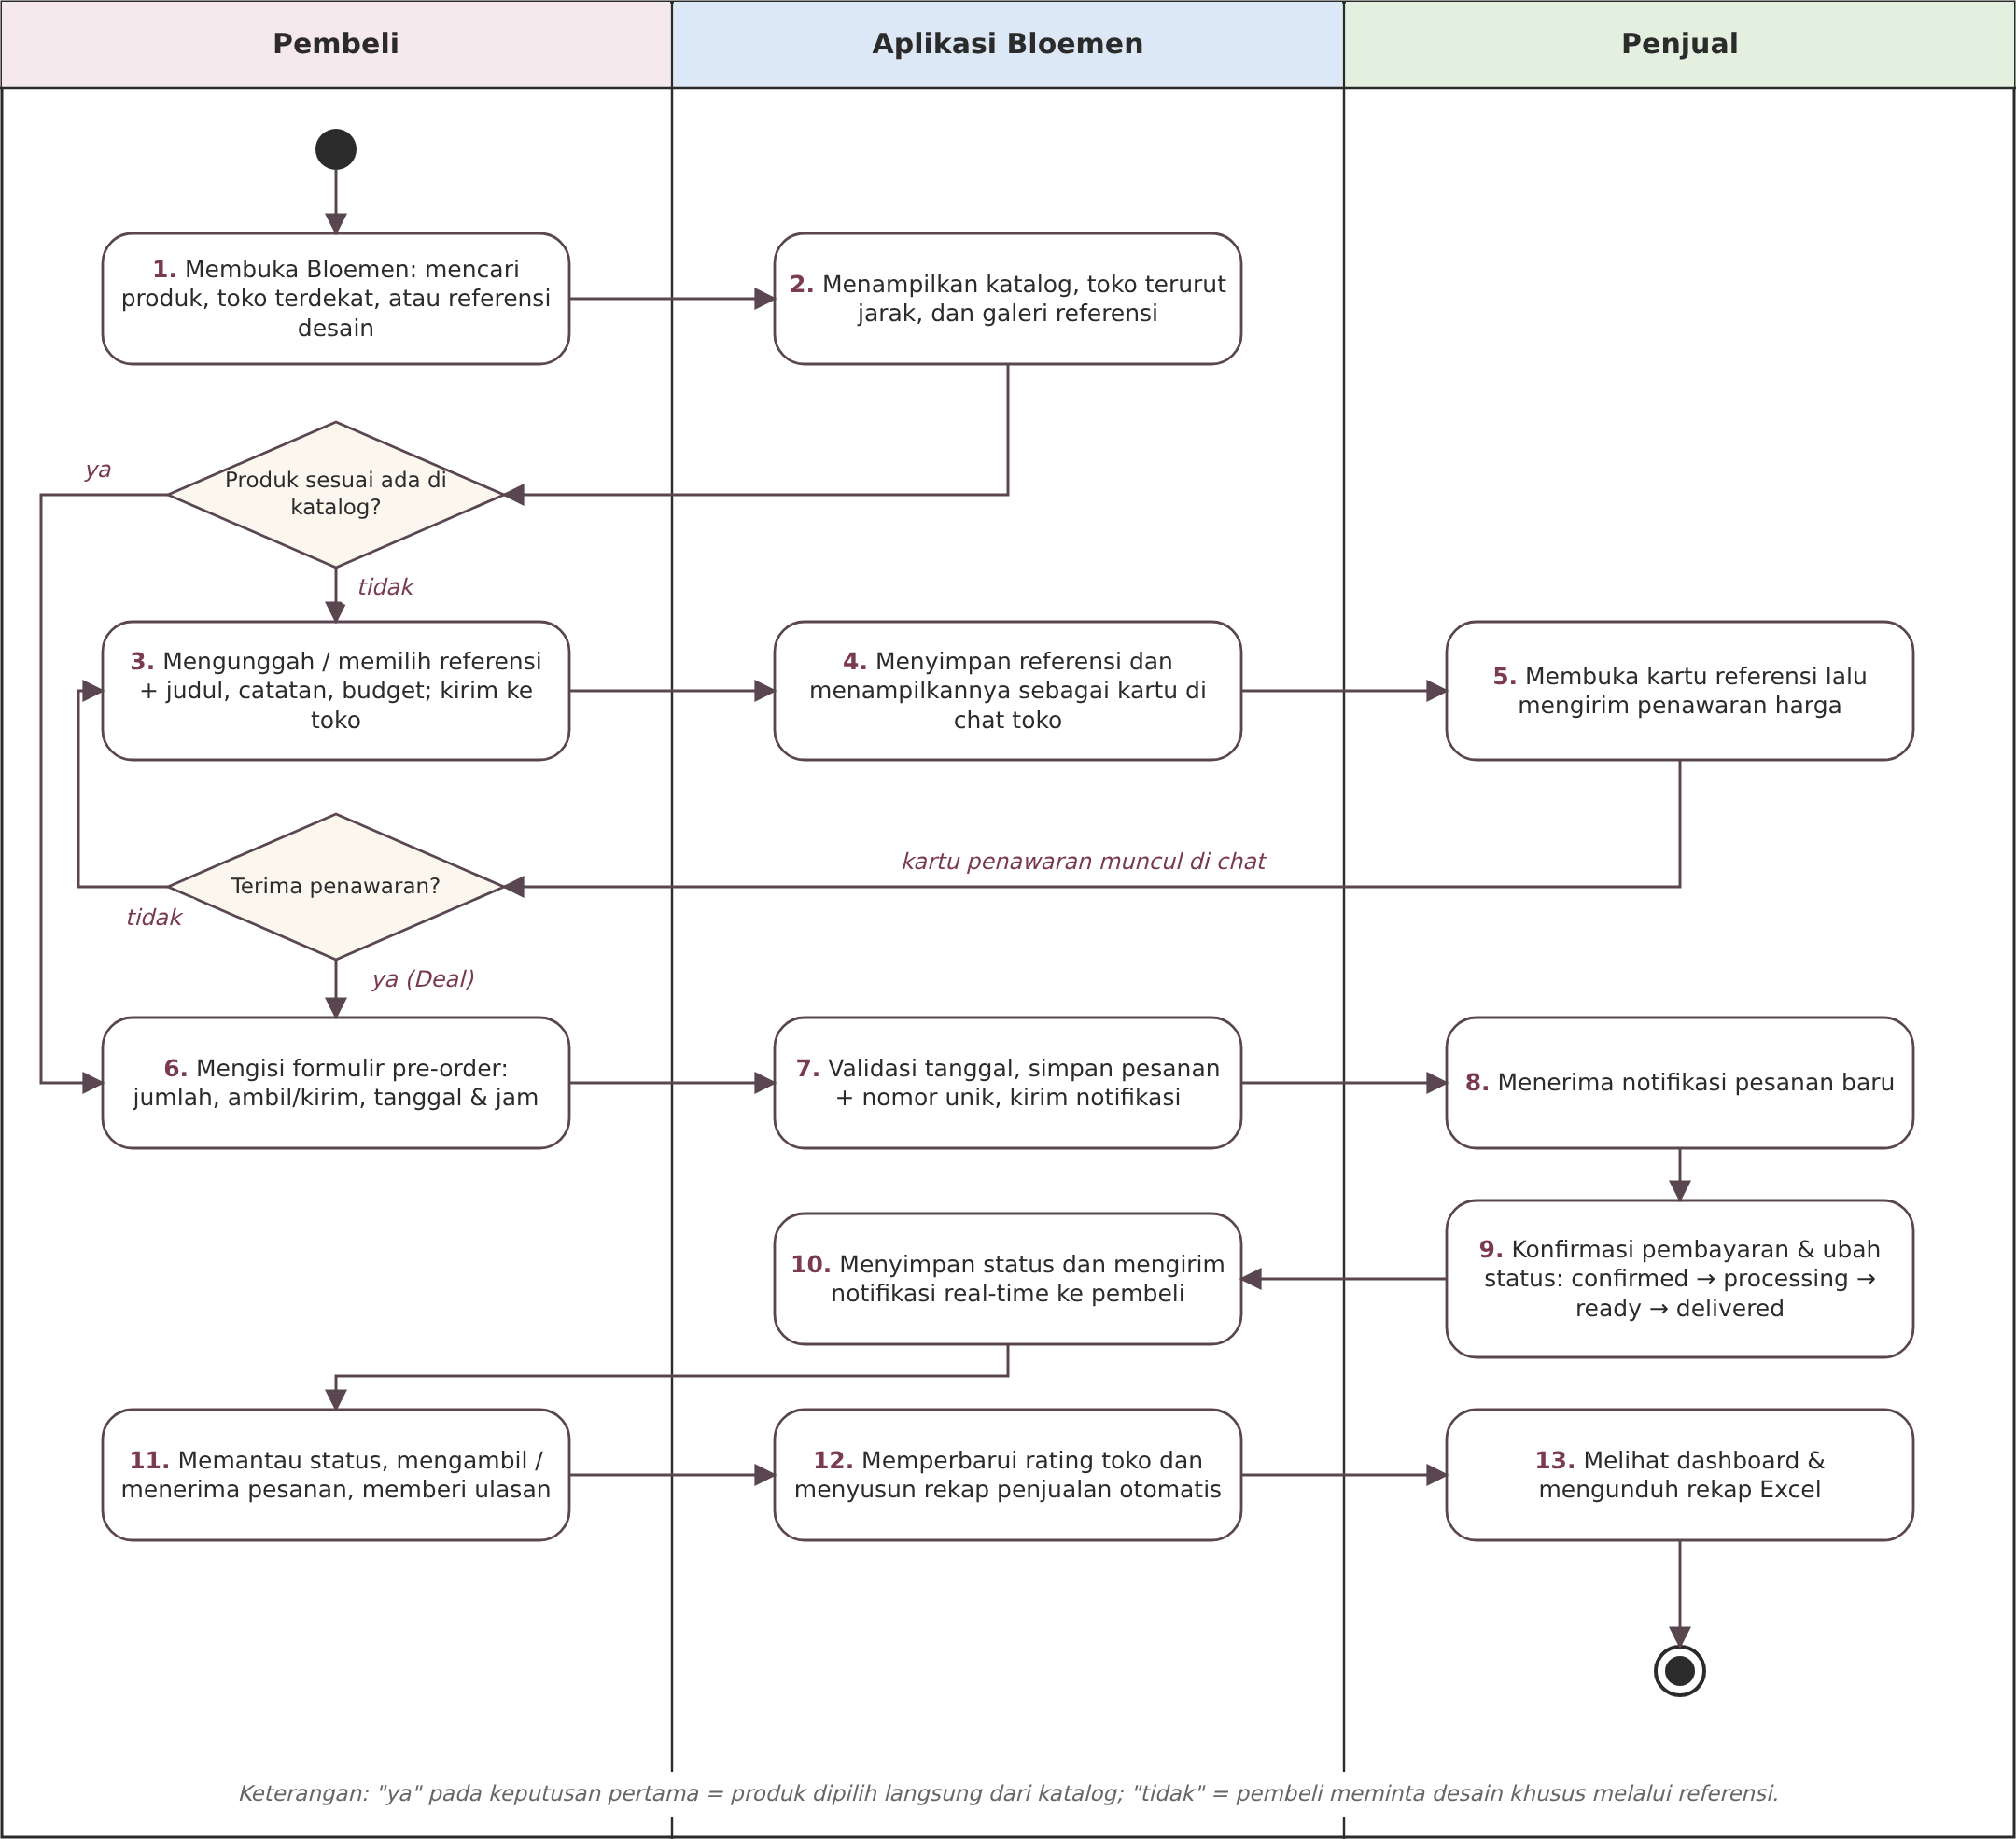 Pembeli
Aplikasi Bloemen
Penjual
1. Membuka Bloemen: mencari
produk, toko terdekat, atau referensi
desain
2. Menampilkan katalog, toko terurut
jarak, dan galeri referensi
ya
Produk sesuai ada di
katalog?
tidak
3. Mengunggah / memilih referensi
+ judul, catatan, budget; kirim ke
toko
4. Menyimpan referensi dan
menampilkannya sebagai kartu di
chat toko
5. Membuka kartu referensi lalu
mengirim penawaran harga
kartu penawaran muncul di chat
Terima penawaran?
tidak
ya (Deal)
6. Mengisi formulir pre-order:
jumlah, ambil/kirim, tanggal & jam
7. Validasi tanggal, simpan pesanan
+ nomor unik, kirim notifikasi
8. Menerima notifikasi pesanan baru
9. Konfirmasi pembayaran & ubah
status: confirmed → processing →
ready → delivered
10. Menyimpan status dan mengirim
notifikasi real-time ke pembeli
11. Memantau status, mengambil /
menerima pesanan, memberi ulasan
12. Memperbarui rating toko dan
menyusun rekap penjualan otomatis
13. Melihat dashboard &
mengunduh rekap Excel
Keterangan: "ya" pada keputusan pertama = produk dipilih langsung dari katalog; "tidak" = pembeli meminta desain khusus melalui referensi.